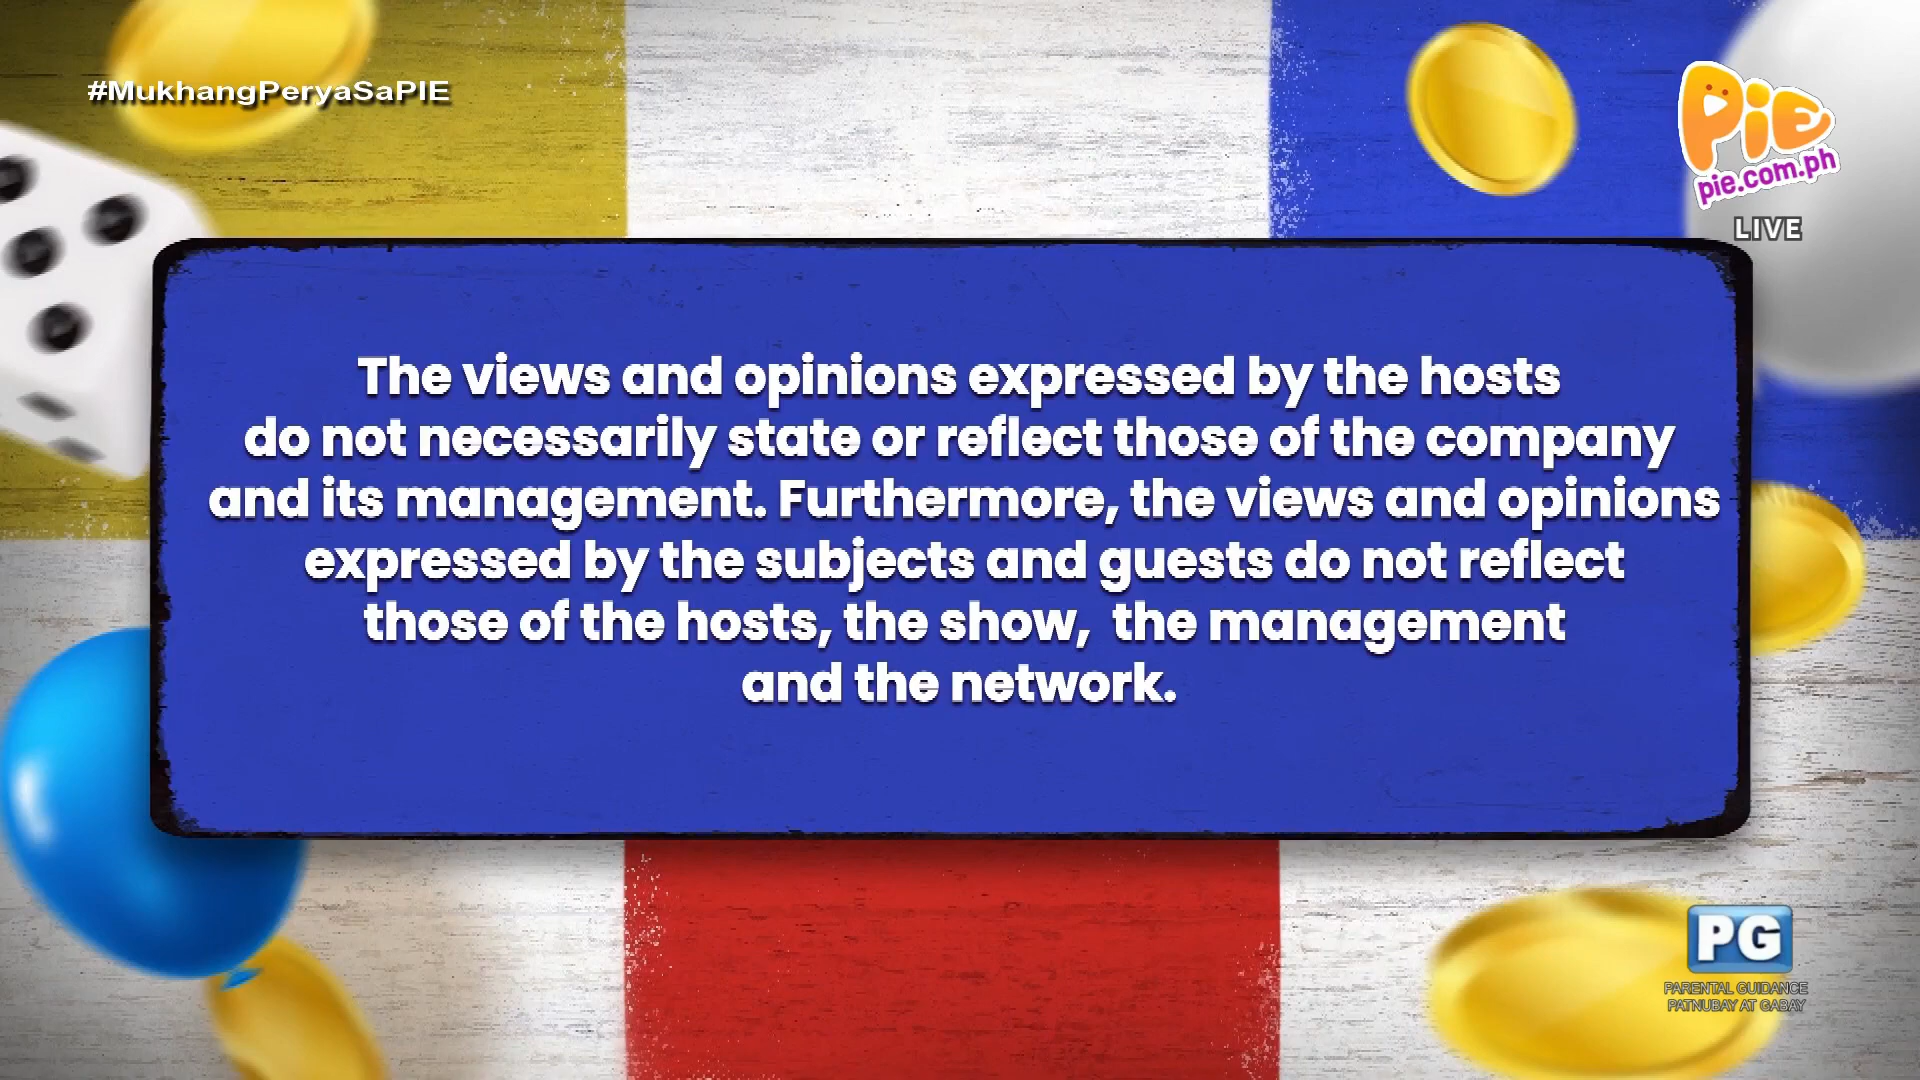 #MukhangPeryaSaPIE
PiE
pie.com.ph
LIVE
The views and opinions expressed by the hosts
do not necessarily state or reflect those of the company
and its management. Furthermore, the views and opinions
expressed by the subjects and guests do not reflect
those of the hosts, the show,  the management
and the network.
PG
PARENTAL GUIDANCE
PATNUBAY AT GABAY